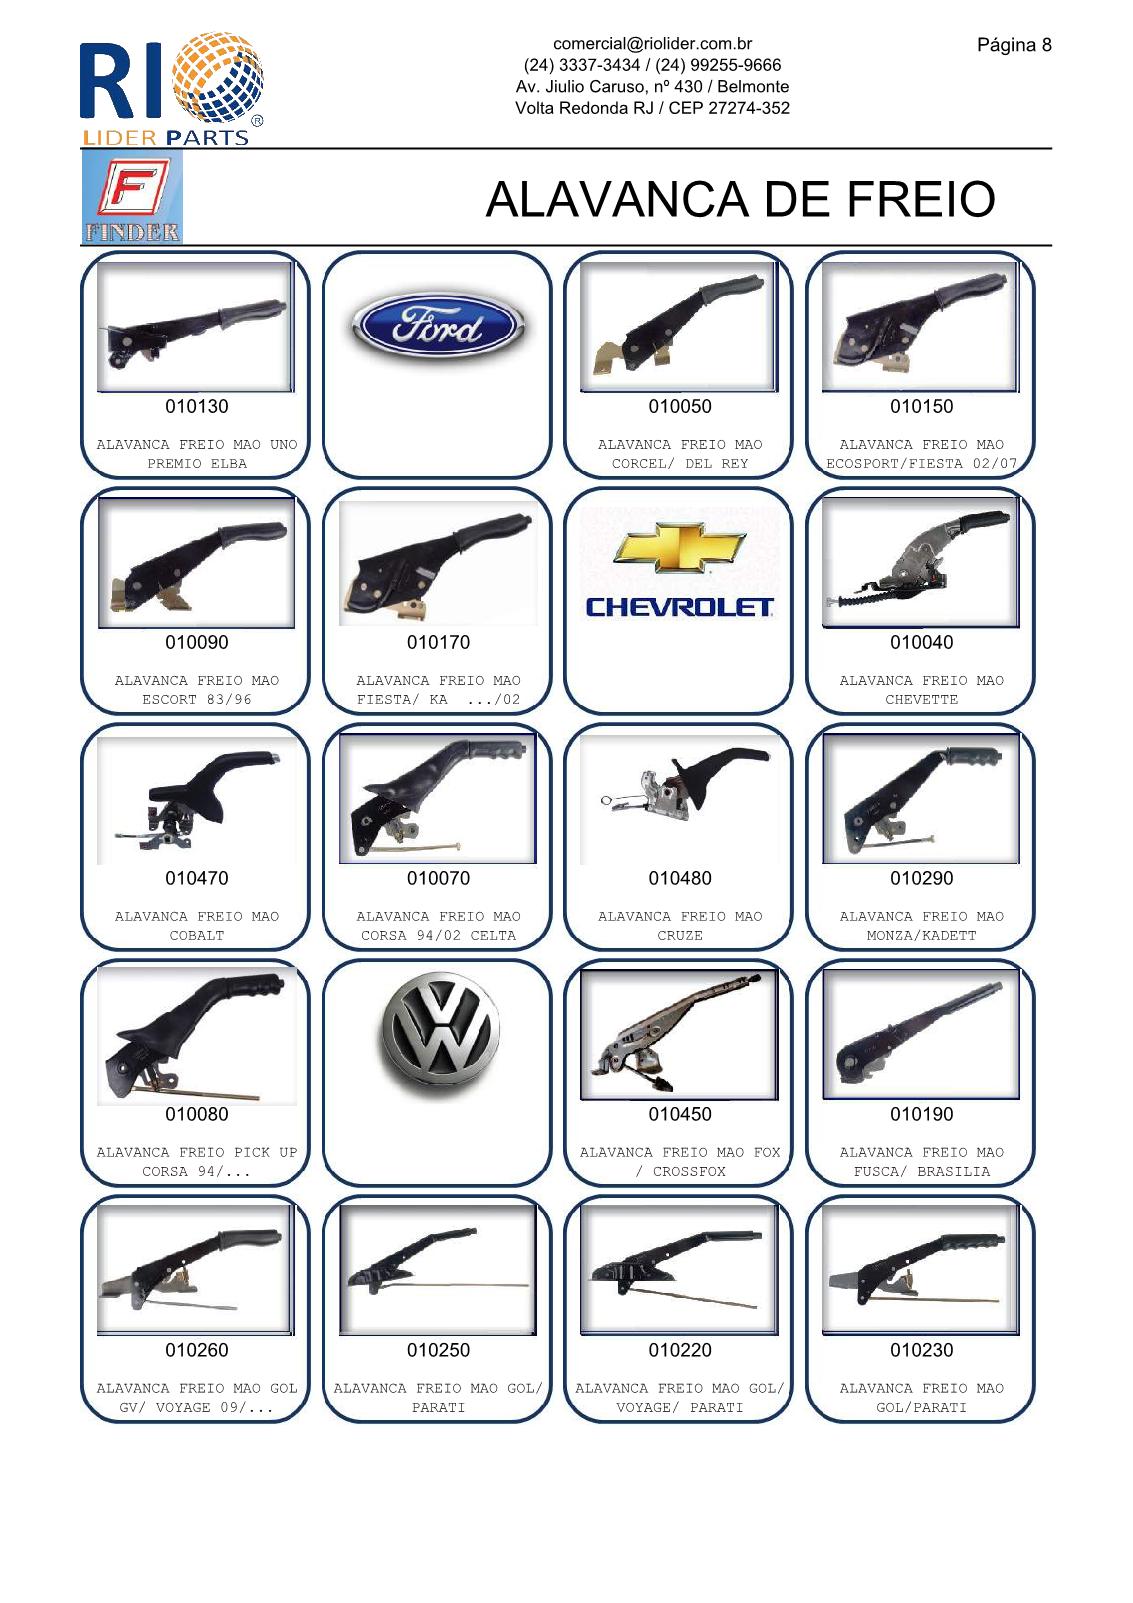 RIO
LIDER PARTS
®
comercial@riolider.com.br
(24) 3337-3434 / (24) 99255-9666
Av. Jiulio Caruso, nº 430 / Belmonte
Volta Redonda RJ / CEP 27274-352
Página 8
F
FINDER
ALAVANCA DE FREIO
010130
ALAVANCA FREIO MAO UNO
PREMIO ELBA
Ford
010050
ALAVANCA FREIO MAO
CORCEL/ DEL REY
010150
ALAVANCA FREIO MAO
ECOSPORT/FIESTA 02/07
010090
ALAVANCA FREIO MAO
ESCORT 83/96
010170
ALAVANCA FREIO MAO
FIESTA/ KA .../02
CHEVROLET
010040
ALAVANCA FREIO MAO
CHEVETTE
010470
ALAVANCA FREIO MAO
COBALT
010070
ALAVANCA FREIO MAO
CORSA 94/02 CELTA
010480
ALAVANCA FREIO MAO
CRUZE
010290
ALAVANCA FREIO MAO
MONZA/KADETT
010080
ALAVANCA FREIO PICK UP
CORSA 94/...
VW
010450
ALAVANCA FREIO MAO FOX
/ CROSSFOX
010190
ALAVANCA FREIO MAO
FUSCA/ BRASILIA
010260
ALAVANCA FREIO MAO GOL
GV/ VOYAGE 09/...
010250
ALAVANCA FREIO MAO GOL/
PARATI
010220
ALAVANCA FREIO MAO GOL/
VOYAGE/ PARATI
010230
ALAVANCA FREIO MAO
GOL/PARATI